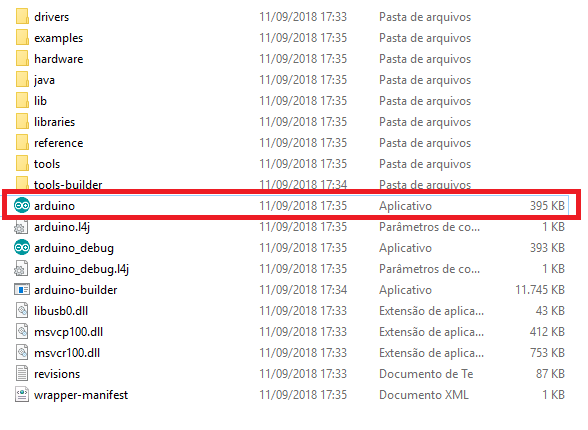 drivers 11/09/2018 17:33 Pasta de arquivos
examples 11/09/2018 17:35 Pasta de arquivos
hardware 11/09/2018 17:35 Pasta de arquivos
java 11/09/2018 17:35 Pasta de arquivos
lib 11/09/2018 17:35 Pasta de arquivos
libraries 11/09/2018 17:35 Pasta de arquivos
reference 11/09/2018 17:35 Pasta de arquivos
tools 11/09/2018 17:35 Pasta de arquivos
tools-builder 11/09/2018 17:34 Pasta de arquivos
arduino 11/09/2018 17:35 Aplicativo 395 KB
arduino.l4j 11/09/2018 17:35 Parâmetros de co... 1 KB
arduino_debug 11/09/2018 17:35 Aplicativo 393 KB
arduino_debug.l4j 11/09/2018 17:35 Parâmetros de co... 1 KB
arduino-builder 11/09/2018 17:34 Aplicativo 11.745 KB
libusb0.dll 11/09/2018 17:33 Extensão de aplica... 43 KB
msvcp100.dll 11/09/2018 17:33 Extensão de aplica... 412 KB
msvcr100.dll 11/09/2018 17:33 Extensão de aplica... 753 KB
revisions 11/09/2018 17:33 Documento de Te 87 KB
wrapper-manifest 11/09/2018 17:35 Documento XML 1 KB